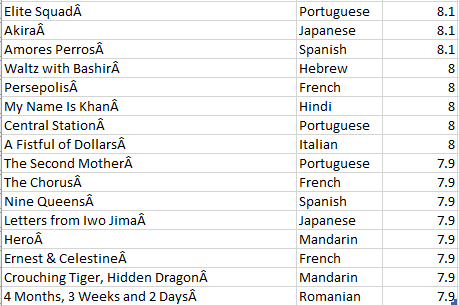 Elite SquadÂ Portuguese 8.1
AkiraÂ Japanese 8.1
Amores PerrosÂ Spanish 8.1
Waltz with BashirÂ Hebrew 8
PersepolisÂ French 8
My Name Is KhanÂ Hindi 8
Central StationÂ Portuguese 8
A Fistful of DollarsÂ Italian 8
The Second MotherÂ Portuguese 7.9
The ChorusÂ French 7.9
Nine QueensÂ Spanish 7.9
Letters from Iwo JimaÂ Japanese 7.9
HeroÂ Mandarin 7.9
Ernest & CelestineÂ French 7.9
Crouching Tiger, Hidden DragonÂ Mandarin 7.9
4 Months, 3 Weeks and 2 DaysÂ Romanian 7.9